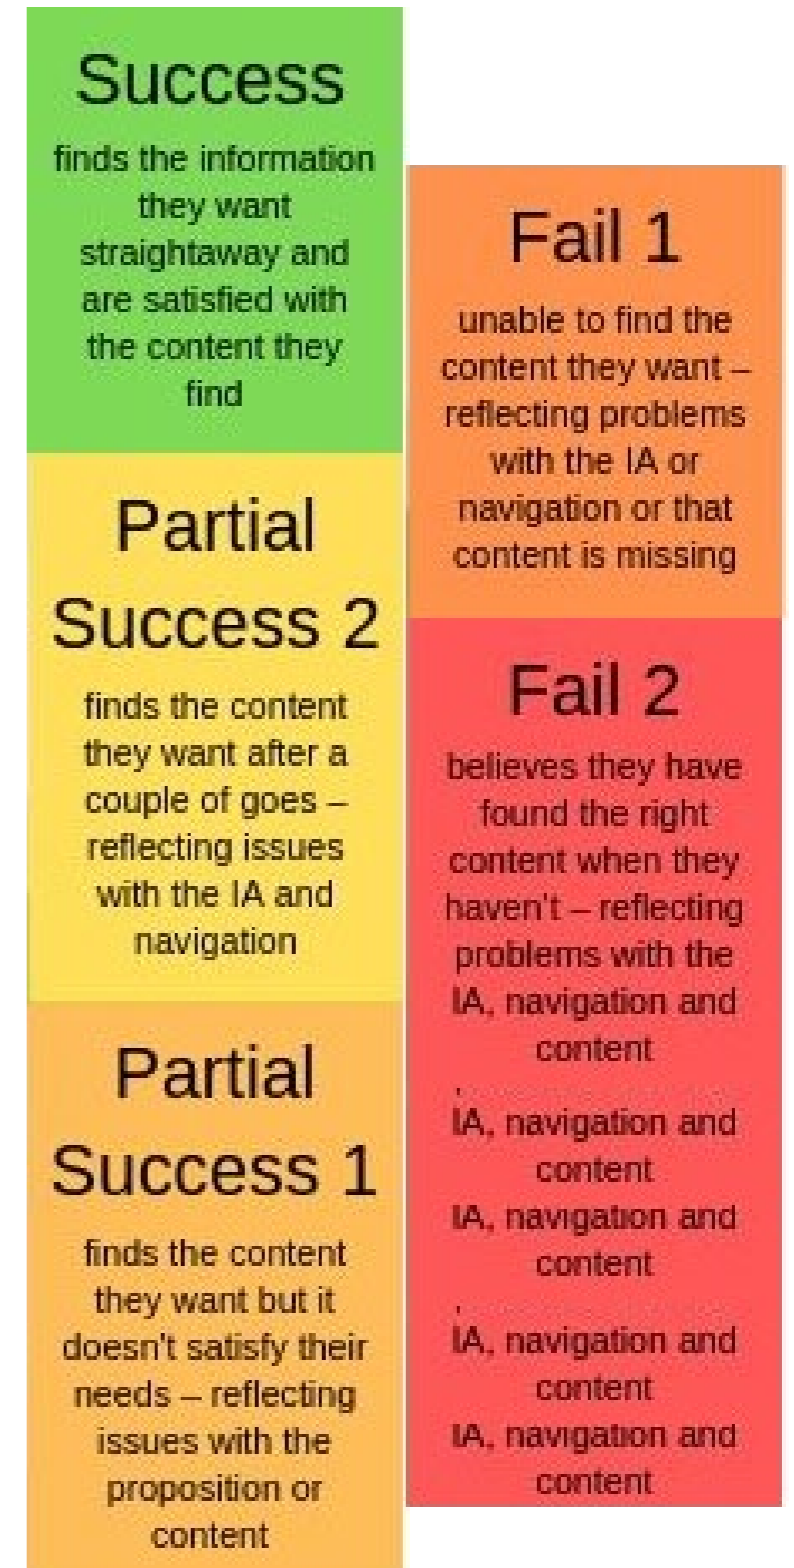 Success
finds the information
they want
straightaway and
are satisfied with
the content they
find
Partial
Success 2
finds the content
they want after a
couple of goes –
reflecting issues
with the IA and
navigation
Partial
Success 1
finds the content
they want but it
doesn't satisfy their
needs – reflecting
issues with the
proposition or
content
Fail 1
unable to find the
content they want –
reflecting problems
with the IA or
navigation or that
content is missing
Fail 2
believes they have
found the right
content when they
haven't – reflecting
problems with the
IA, navigation and
content
IA, navigation and
content
IA, navigation and
content
IA, navigation and
content
IA, navigation and
content